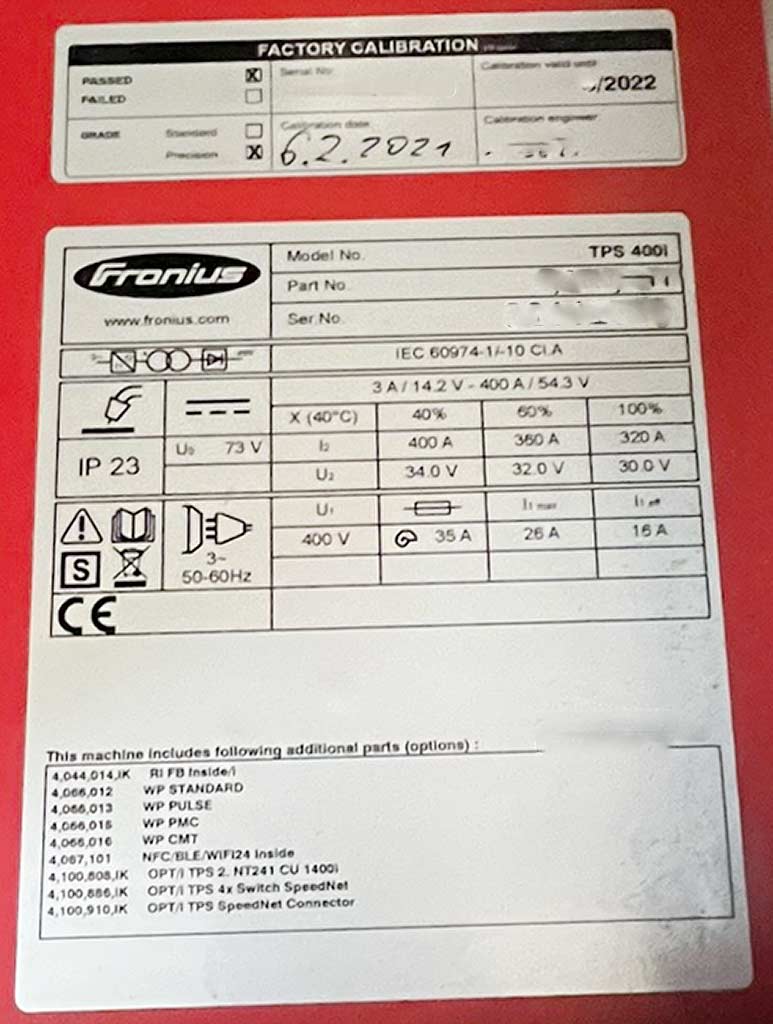 FACTORY CALIBRATION
PASSED X Serial No Calibration valid until
FAILED /2022
GRADE Standard Calibration date Calibration engineer
Precision X 6.2.2021
Fronius
www.fronius.com
Model No. TPS 400i
Part No.
Ser.No.
IEC 60974-1/-10 Cl.A
3 A / 14.2 V - 400 A / 54.3 V
X (40°C) 40% 60% 100%
U₀ 73 V I₂ 400 A 360 A 320 A
IP 23 U₂ 34.0 V 32.0 V 30.0 V
U₁ I₁ max I₁ eff
400 V 35 A 26 A 16 A
3~
50-60Hz
S
CE
This machine includes following additional parts (options) :
4,044,014,IK RI FB Inside/i
4,066,012 WP STANDARD
4,066,013 WP PULSE
4,066,015 WP PMC
4,066,016 WP CMT
4,067,101 NFC/BLE/WiFi24 Inside
4,100,808,IK OPT/i TPS 2. NT241 CU 1400i
4,100,886,IK OPT/i TPS 4x Switch SpeedNet
4,100,910,IK OPT/i TPS SpeedNet Connector